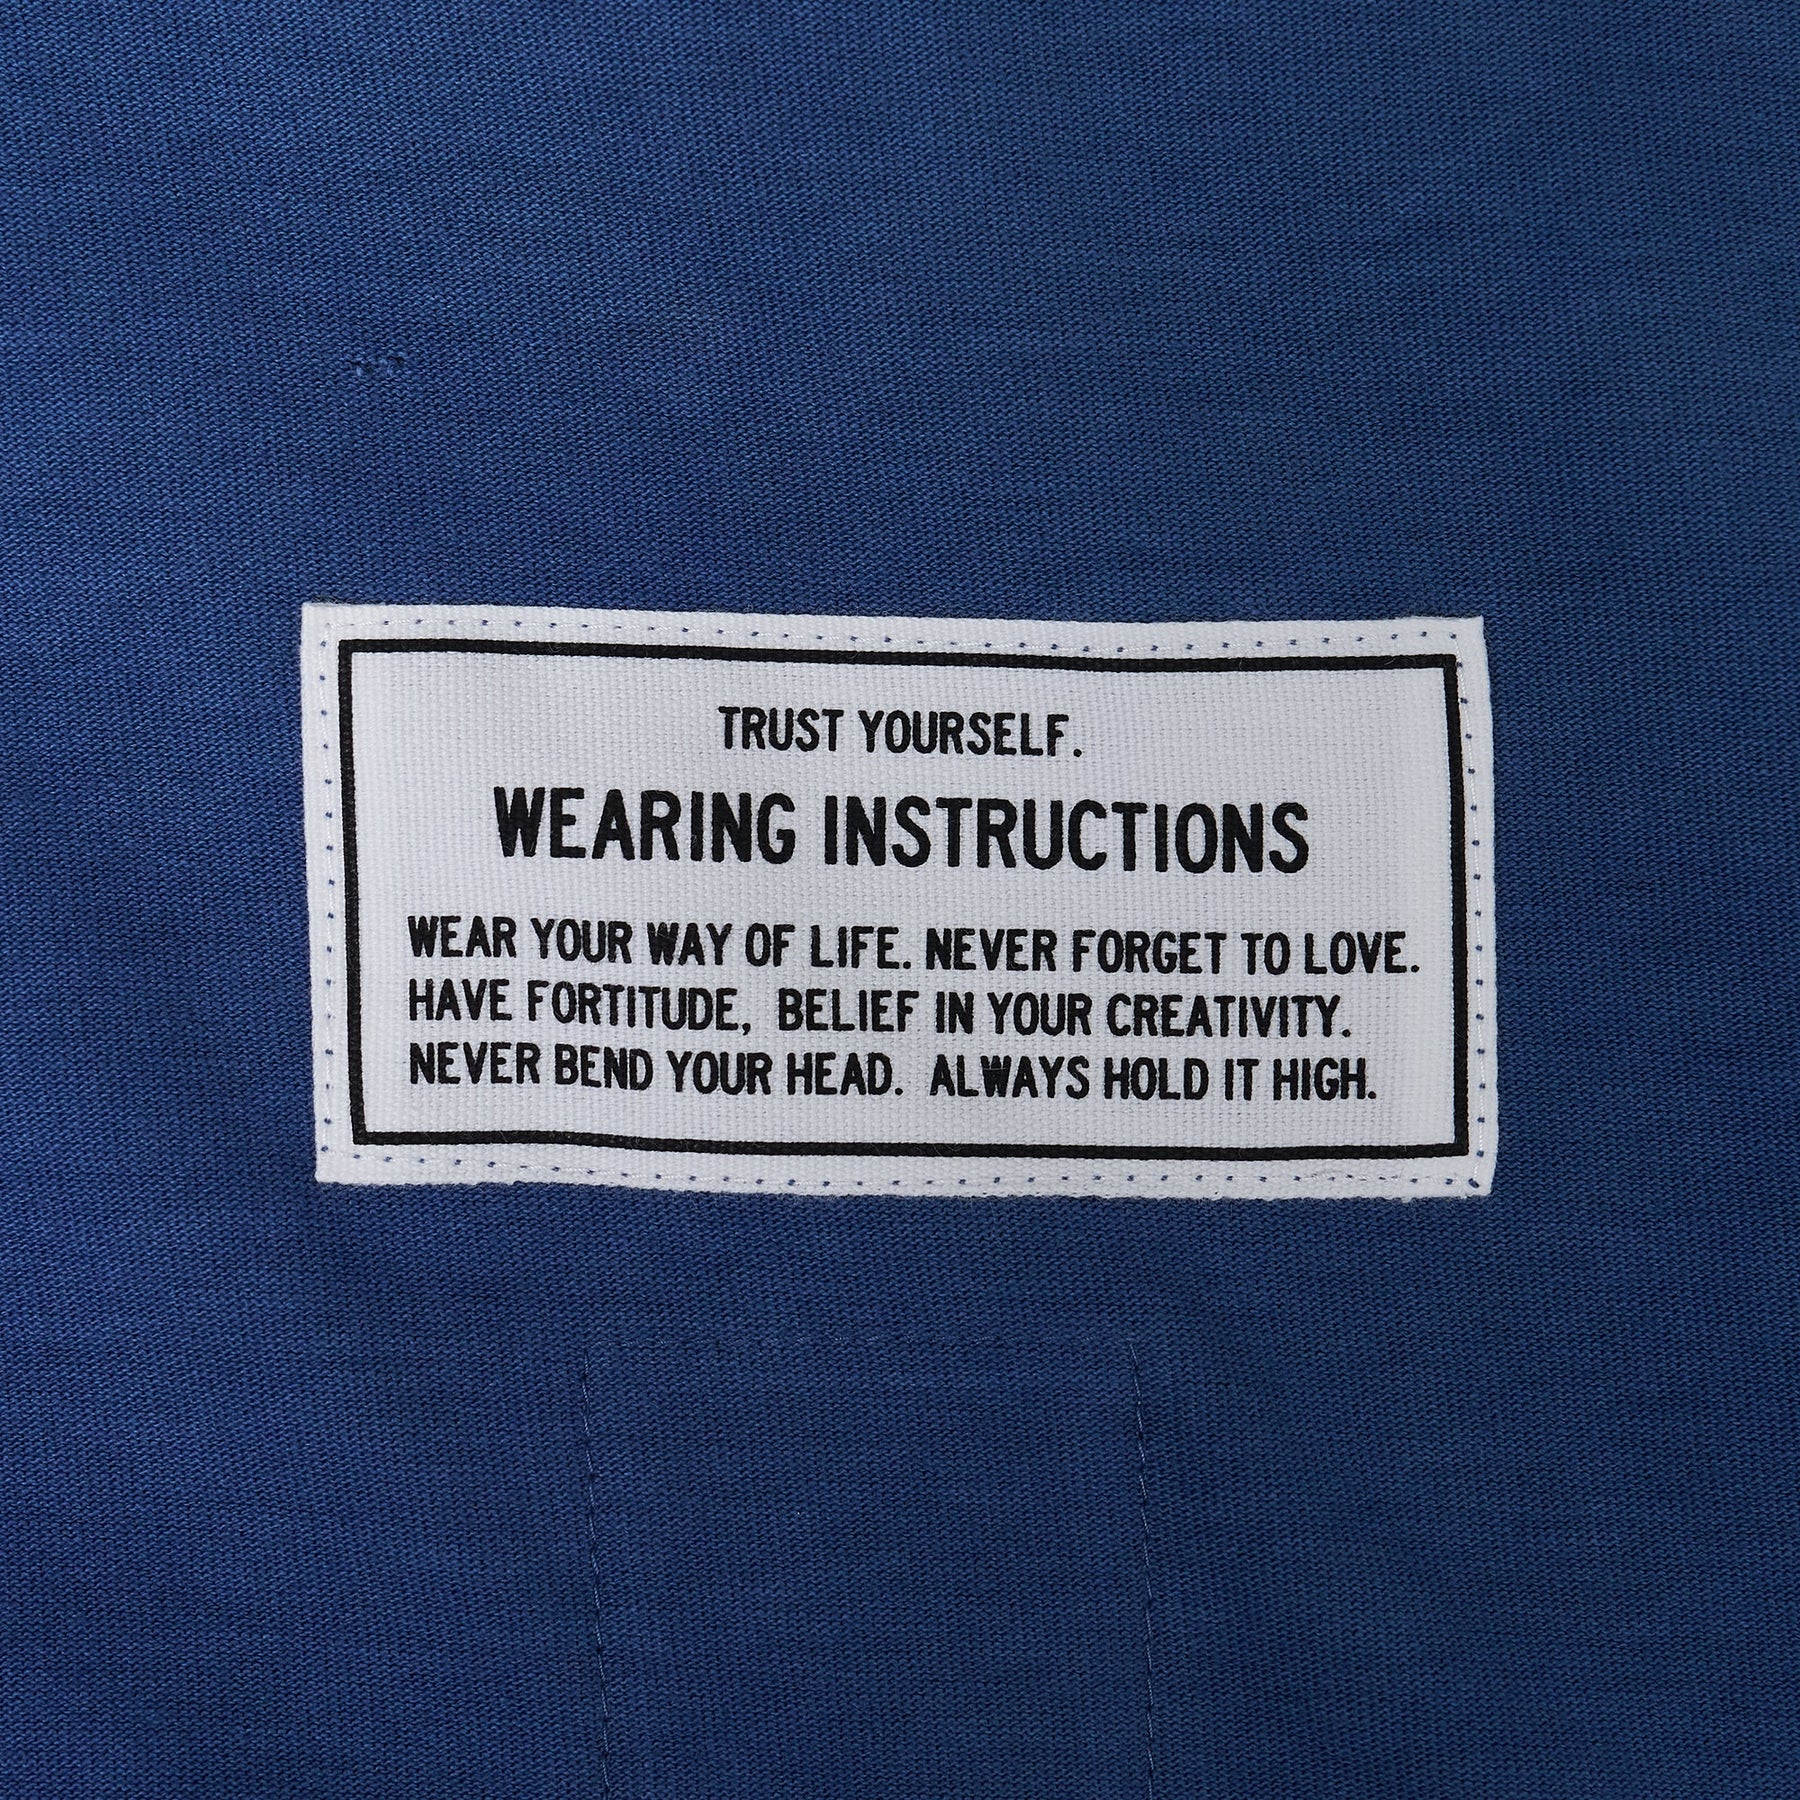 TRUST YOURSELF.
WEARING INSTRUCTIONS
WEAR YOUR WAY OF LIFE. NEVER FORGET TO LOVE.
HAVE FORTITUDE, BELIEF IN YOUR CREATIVITY.
NEVER BEND YOUR HEAD. ALWAYS HOLD IT HIGH.